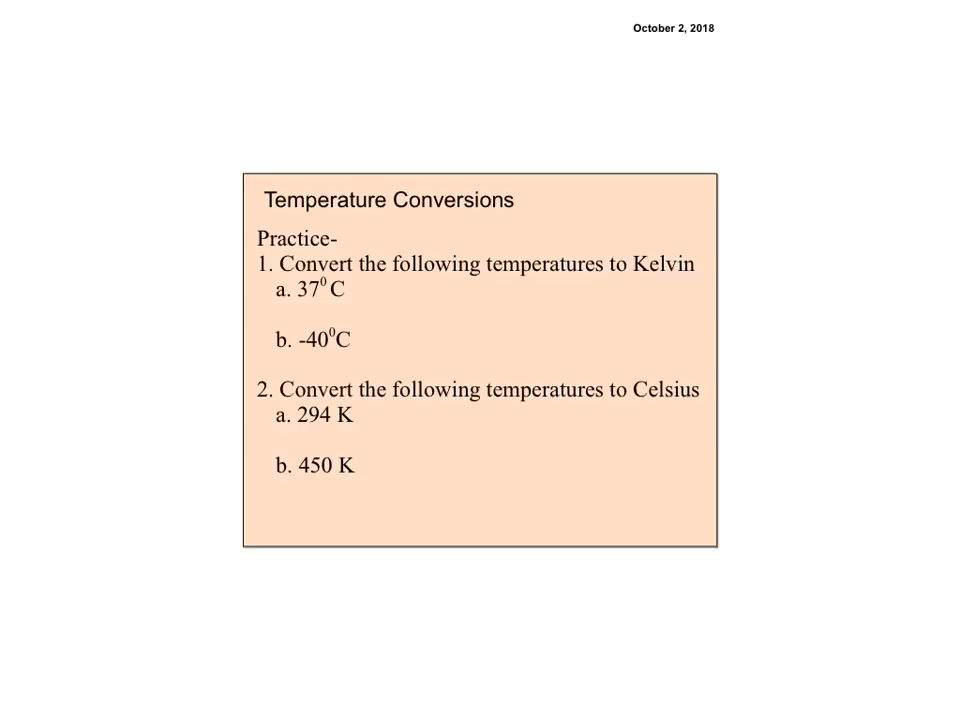 October 2, 2018
Temperature Conversions
Practice-
1. Convert the following temperatures to Kelvin
a. 37⁰ C
b. -40⁰C
2. Convert the following temperatures to Celsius
a. 294 K
b. 450 K